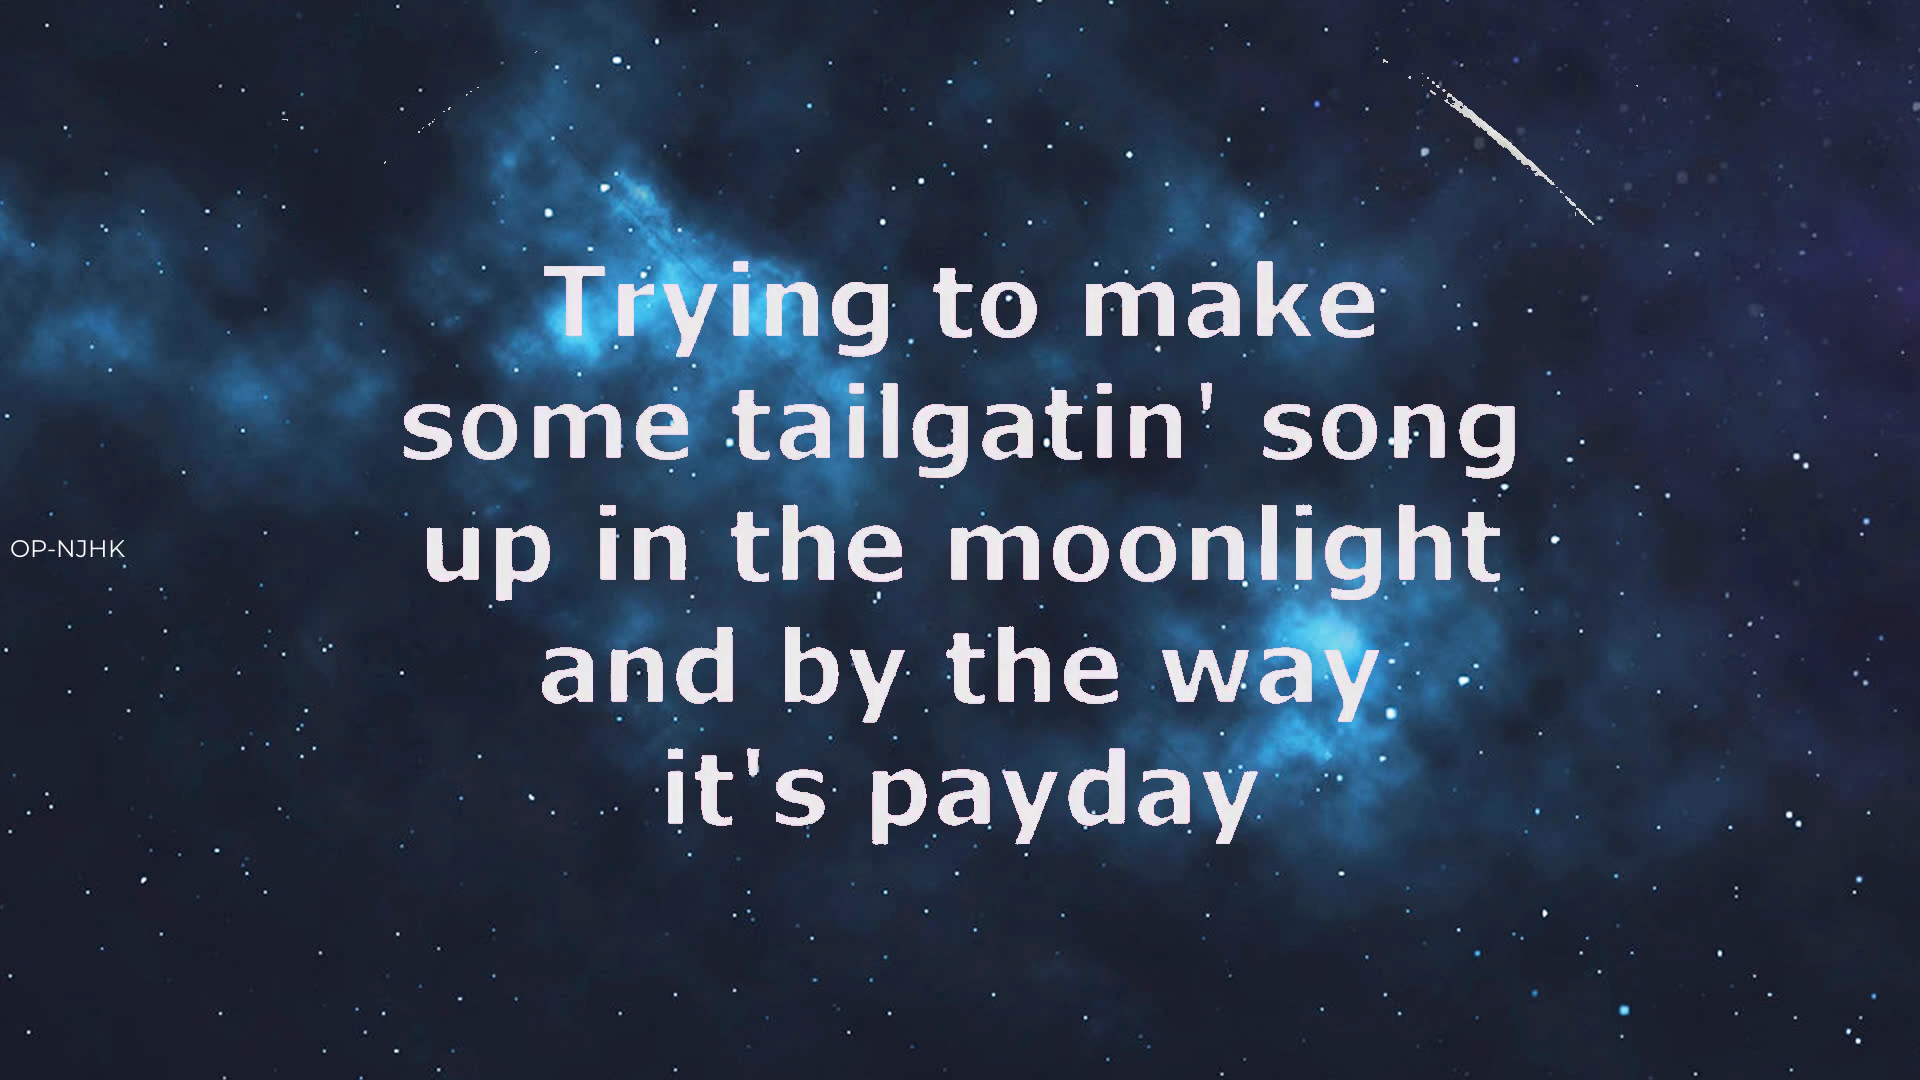 Trying to make
some tailgatin' song
up in the moonlight
OP-NJHK
and by the way
it's payday